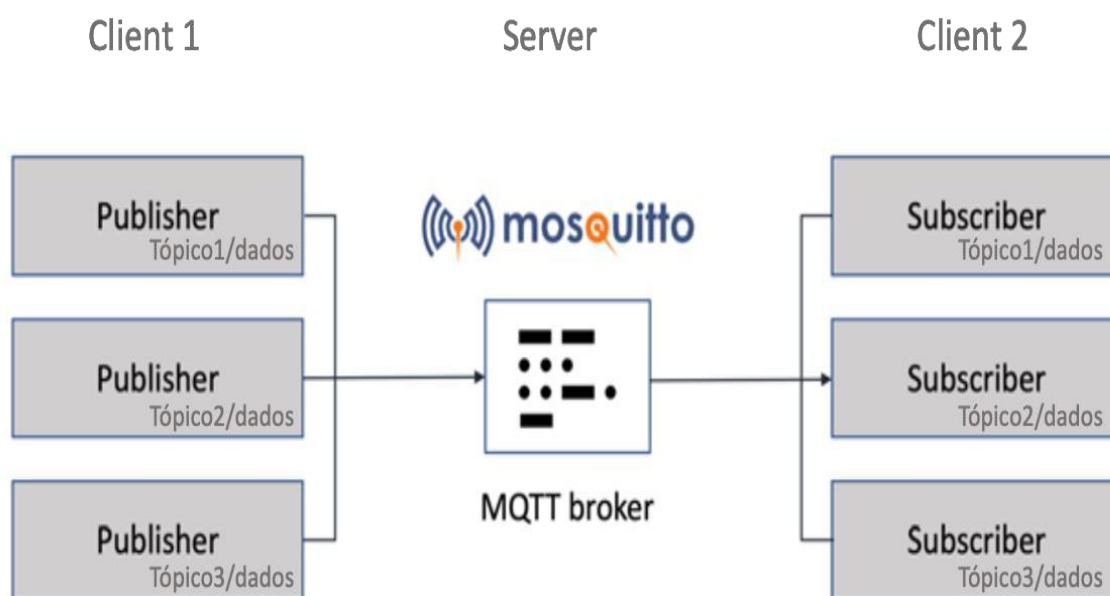 Client 1
Server
Client 2
Publisher
Tópico1/dados
mosquitto
Subscriber
Tópico1/dados
Publisher
Tópico2/dados
Subscriber
Tópico2/dados
MQTT broker
Publisher
Tópico3/dados
Subscriber
Tópico3/dados